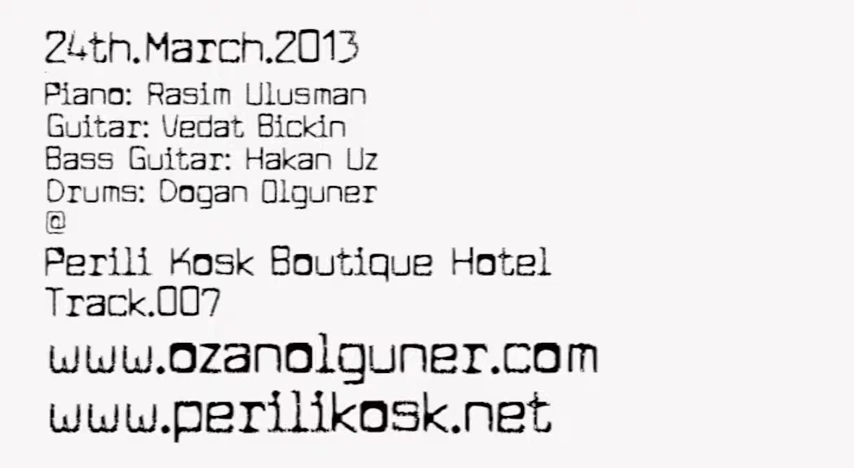 24th.March.2013
Piano: Rasim Ulusman
Guitar: Vedat Bickin
Bass Guitar: Hakan Uz
Drums: Dogan Olguner
@
Perili Kosk Boutique Hotel
Track.007
www.ozanolguner.com
www.perilikosk.net